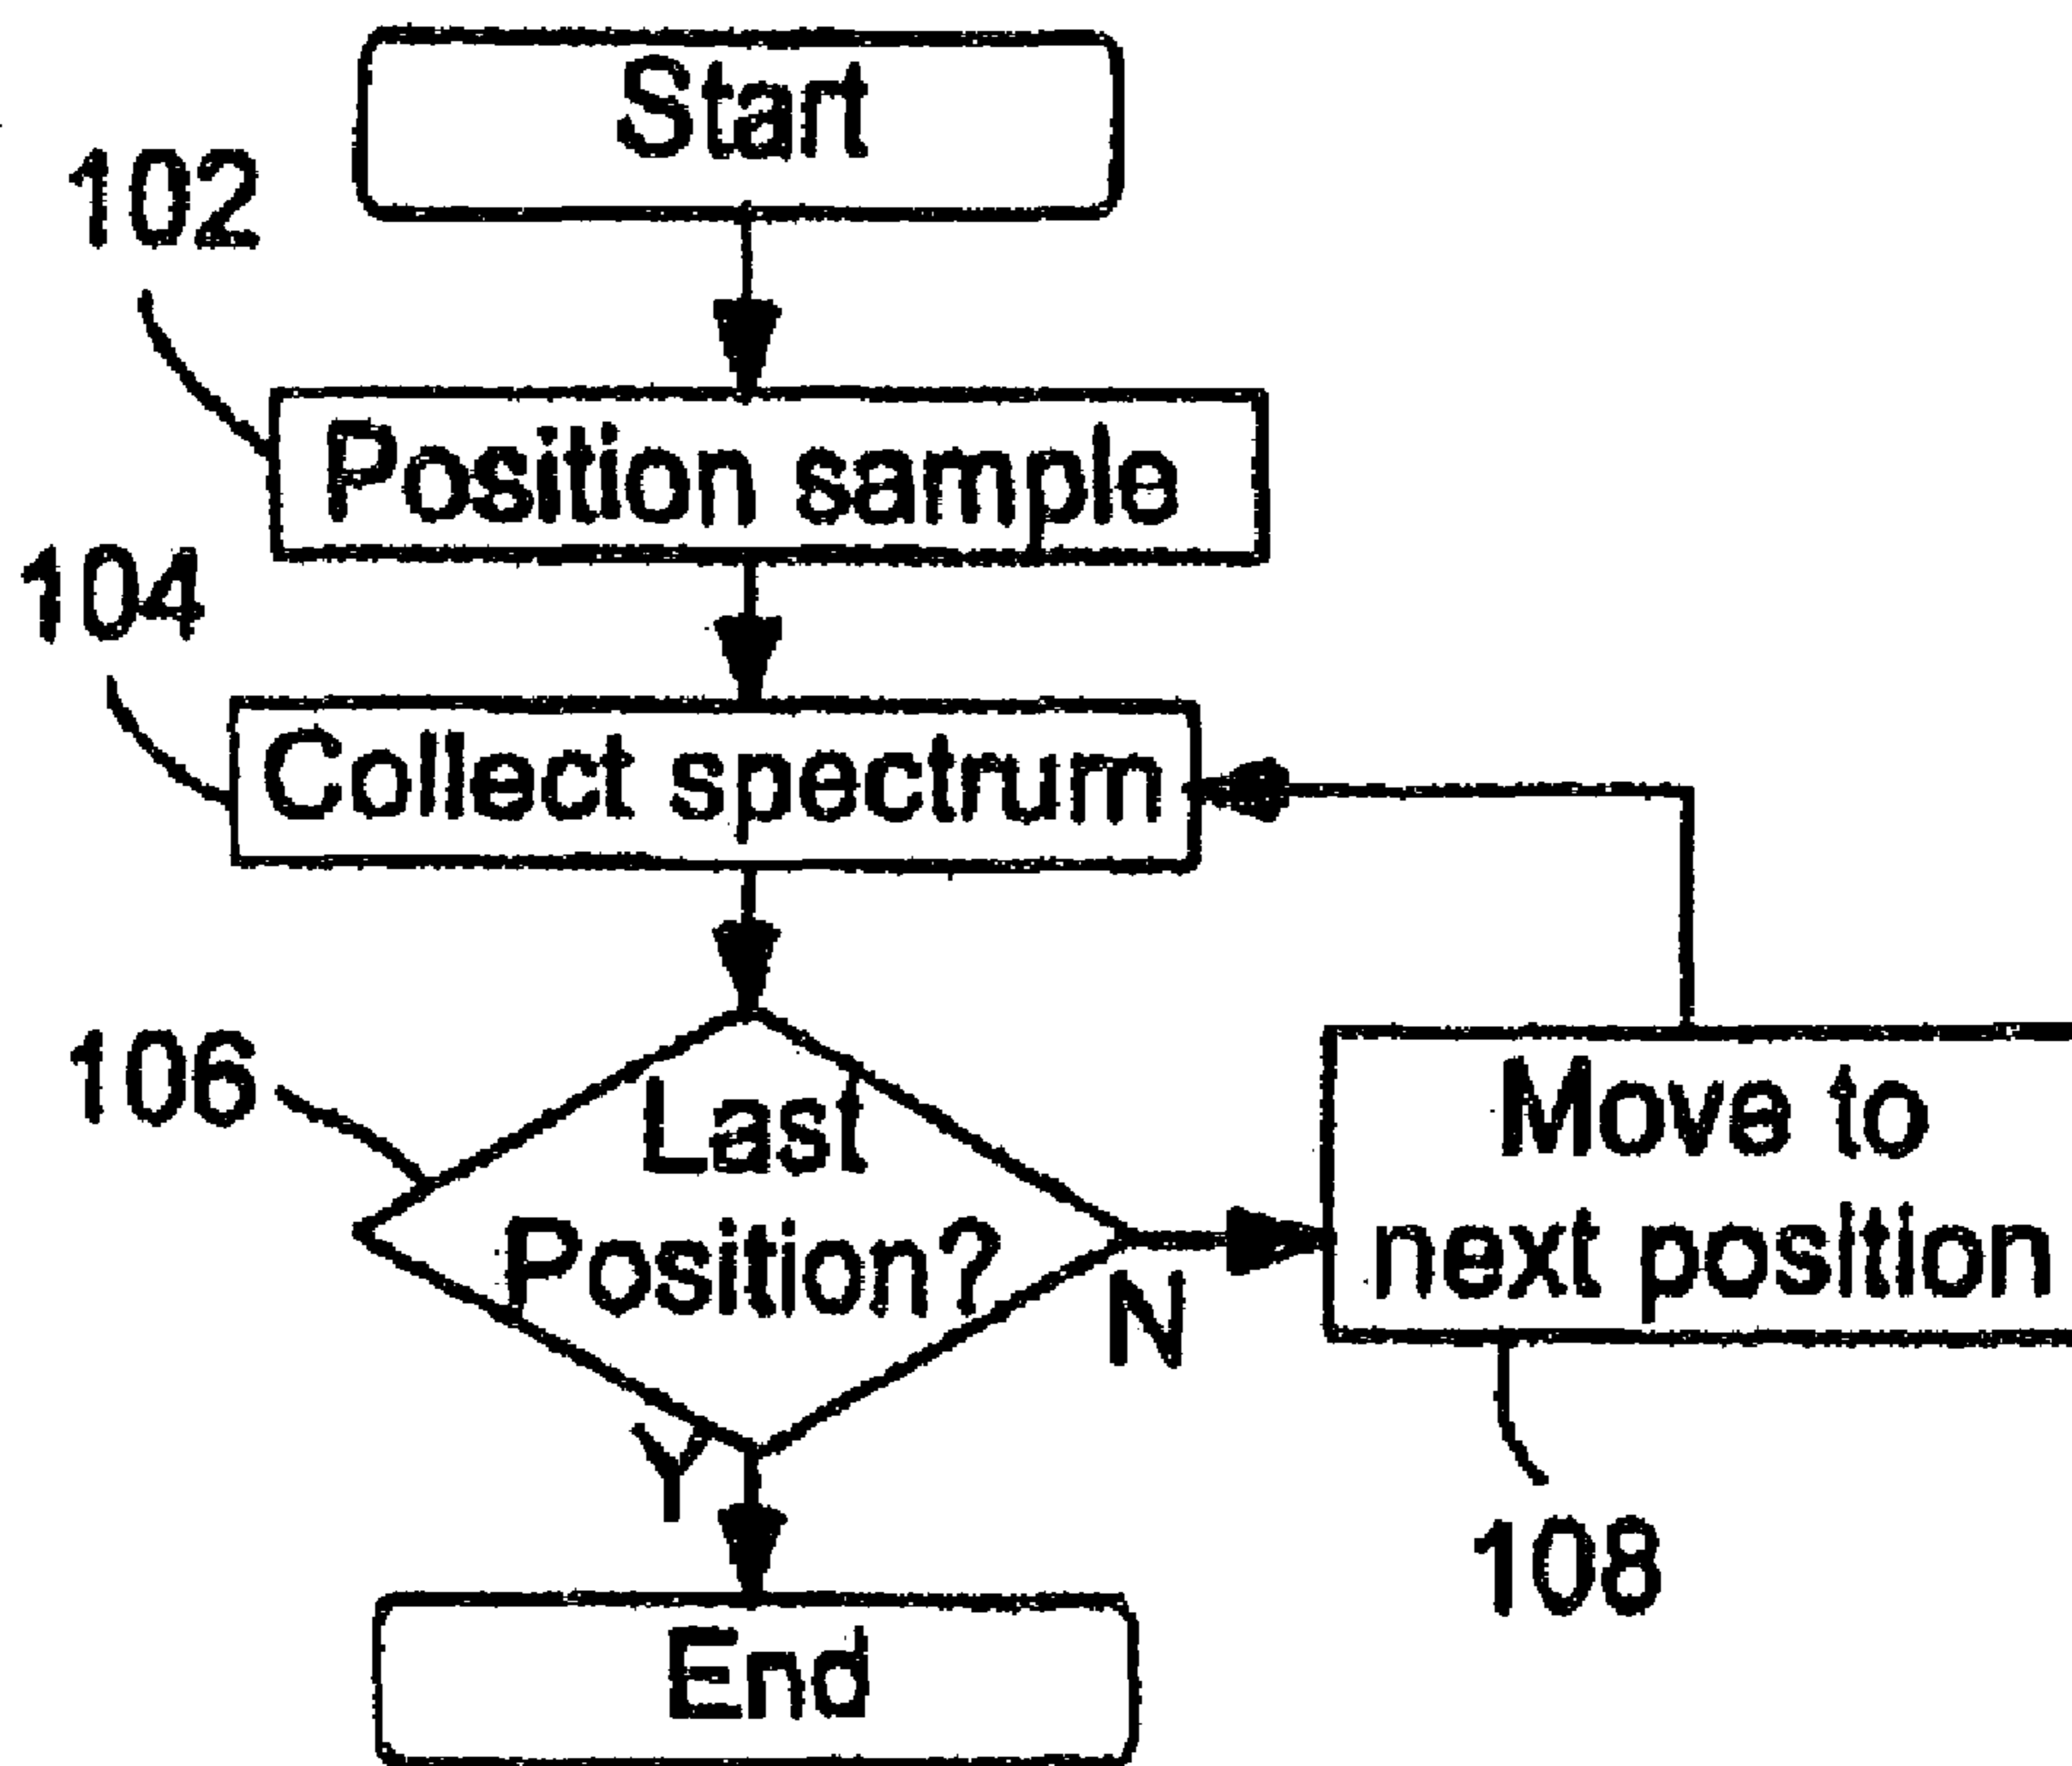 Start
102
Position sample
104
Collect spectrum
106
Last
Position?
Move to
next position
N
Y
108
End